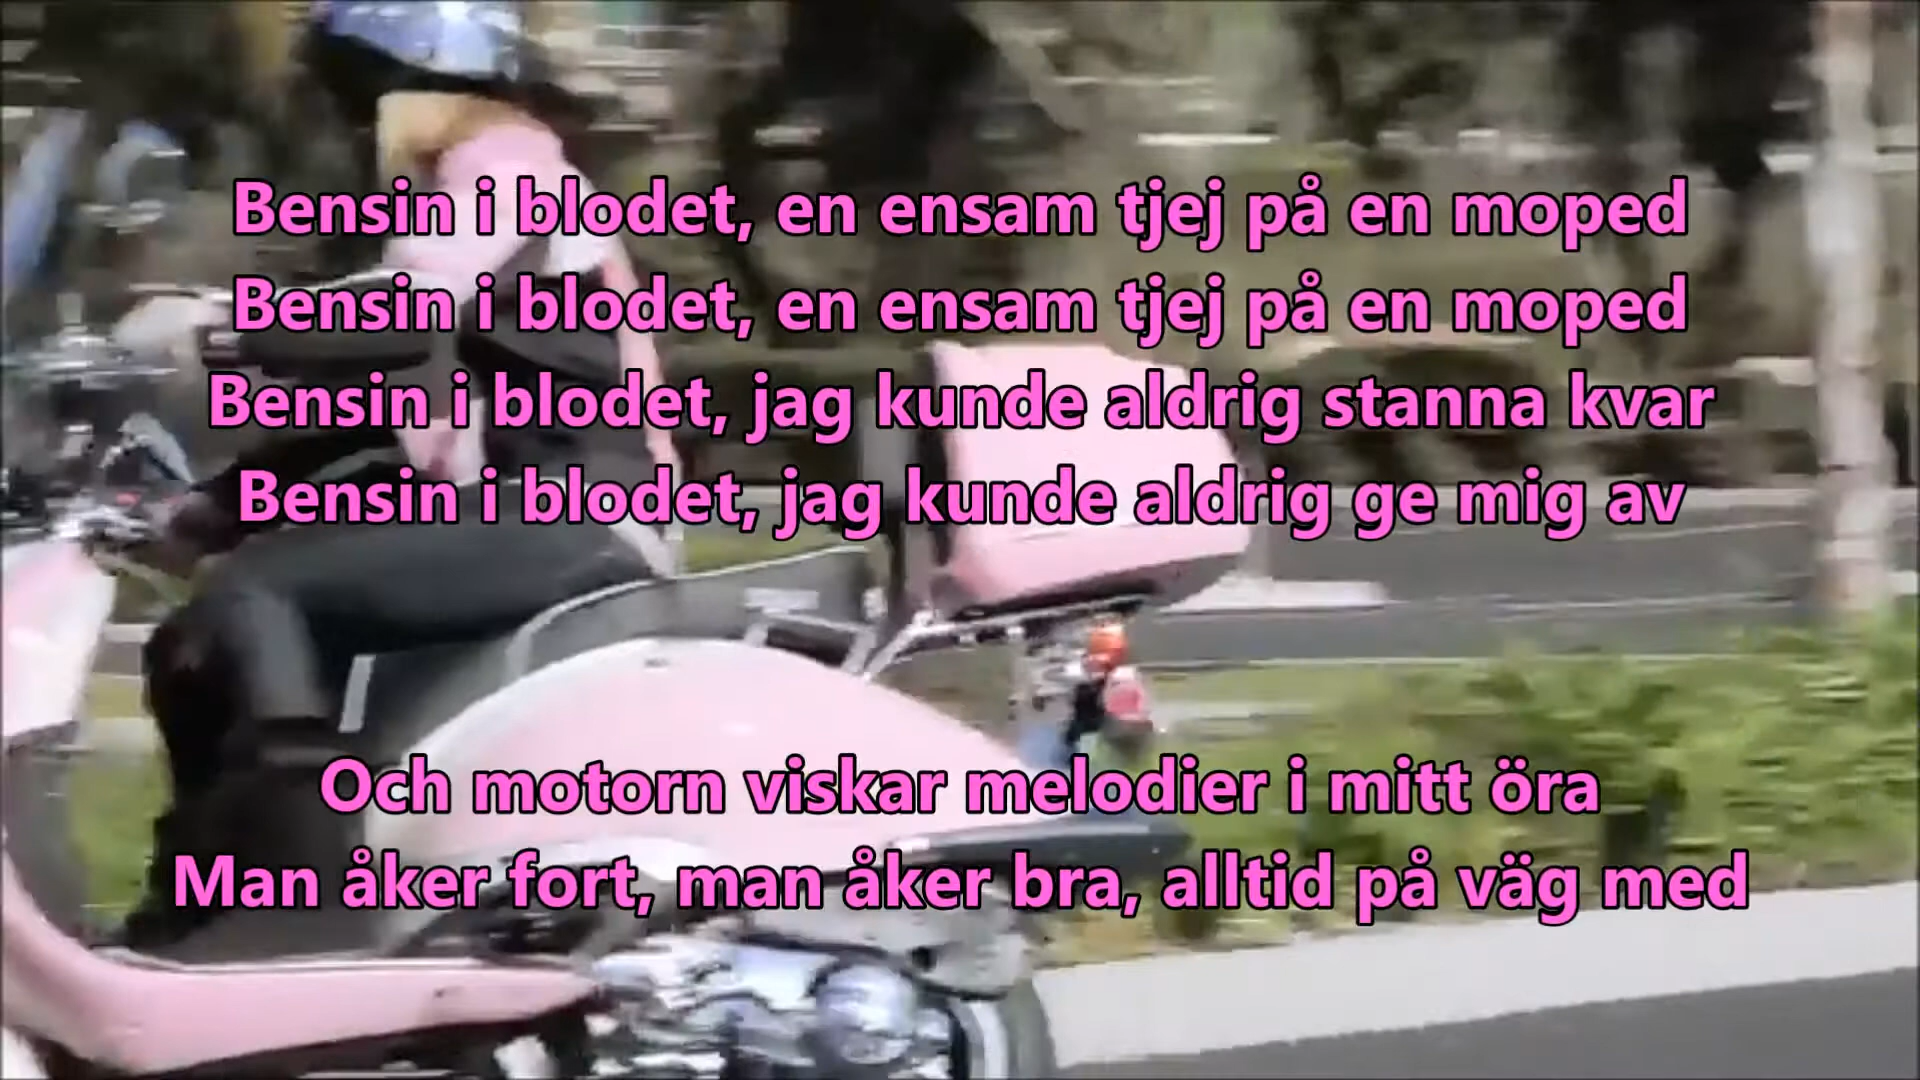 Bensin i blodet, en ensam tjej på en moped
Bensin i blodet, en ensam tjej på en moped
Bensin i blodet, jag kunde aldrig stanna kvar
Bensin i blodet, jag kunde aldrig ge mig av
Och motorn viskar melodier i mitt öra
Man åker fort, man åker bra, alltid på väg med